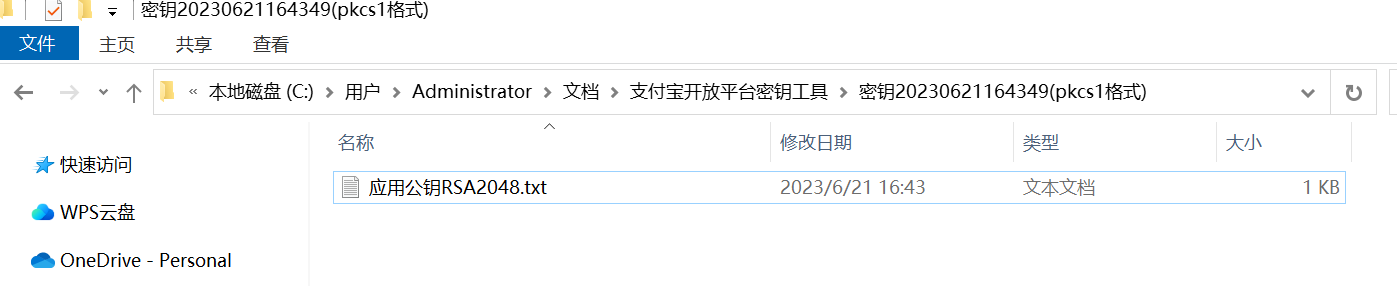 密钥20230621164349(pkcs1格式)
文件 主页 共享 查看
« 本地磁盘 (C:) > 用户 > Administrator > 文档 > 支付宝开放平台密钥工具 > 密钥20230621164349(pkcs1格式)
名称 修改日期 类型 大小
快速访问
应用公钥RSA2048.txt 2023/6/21 16:43 文本文档 1 KB
WPS云盘
OneDrive - Personal